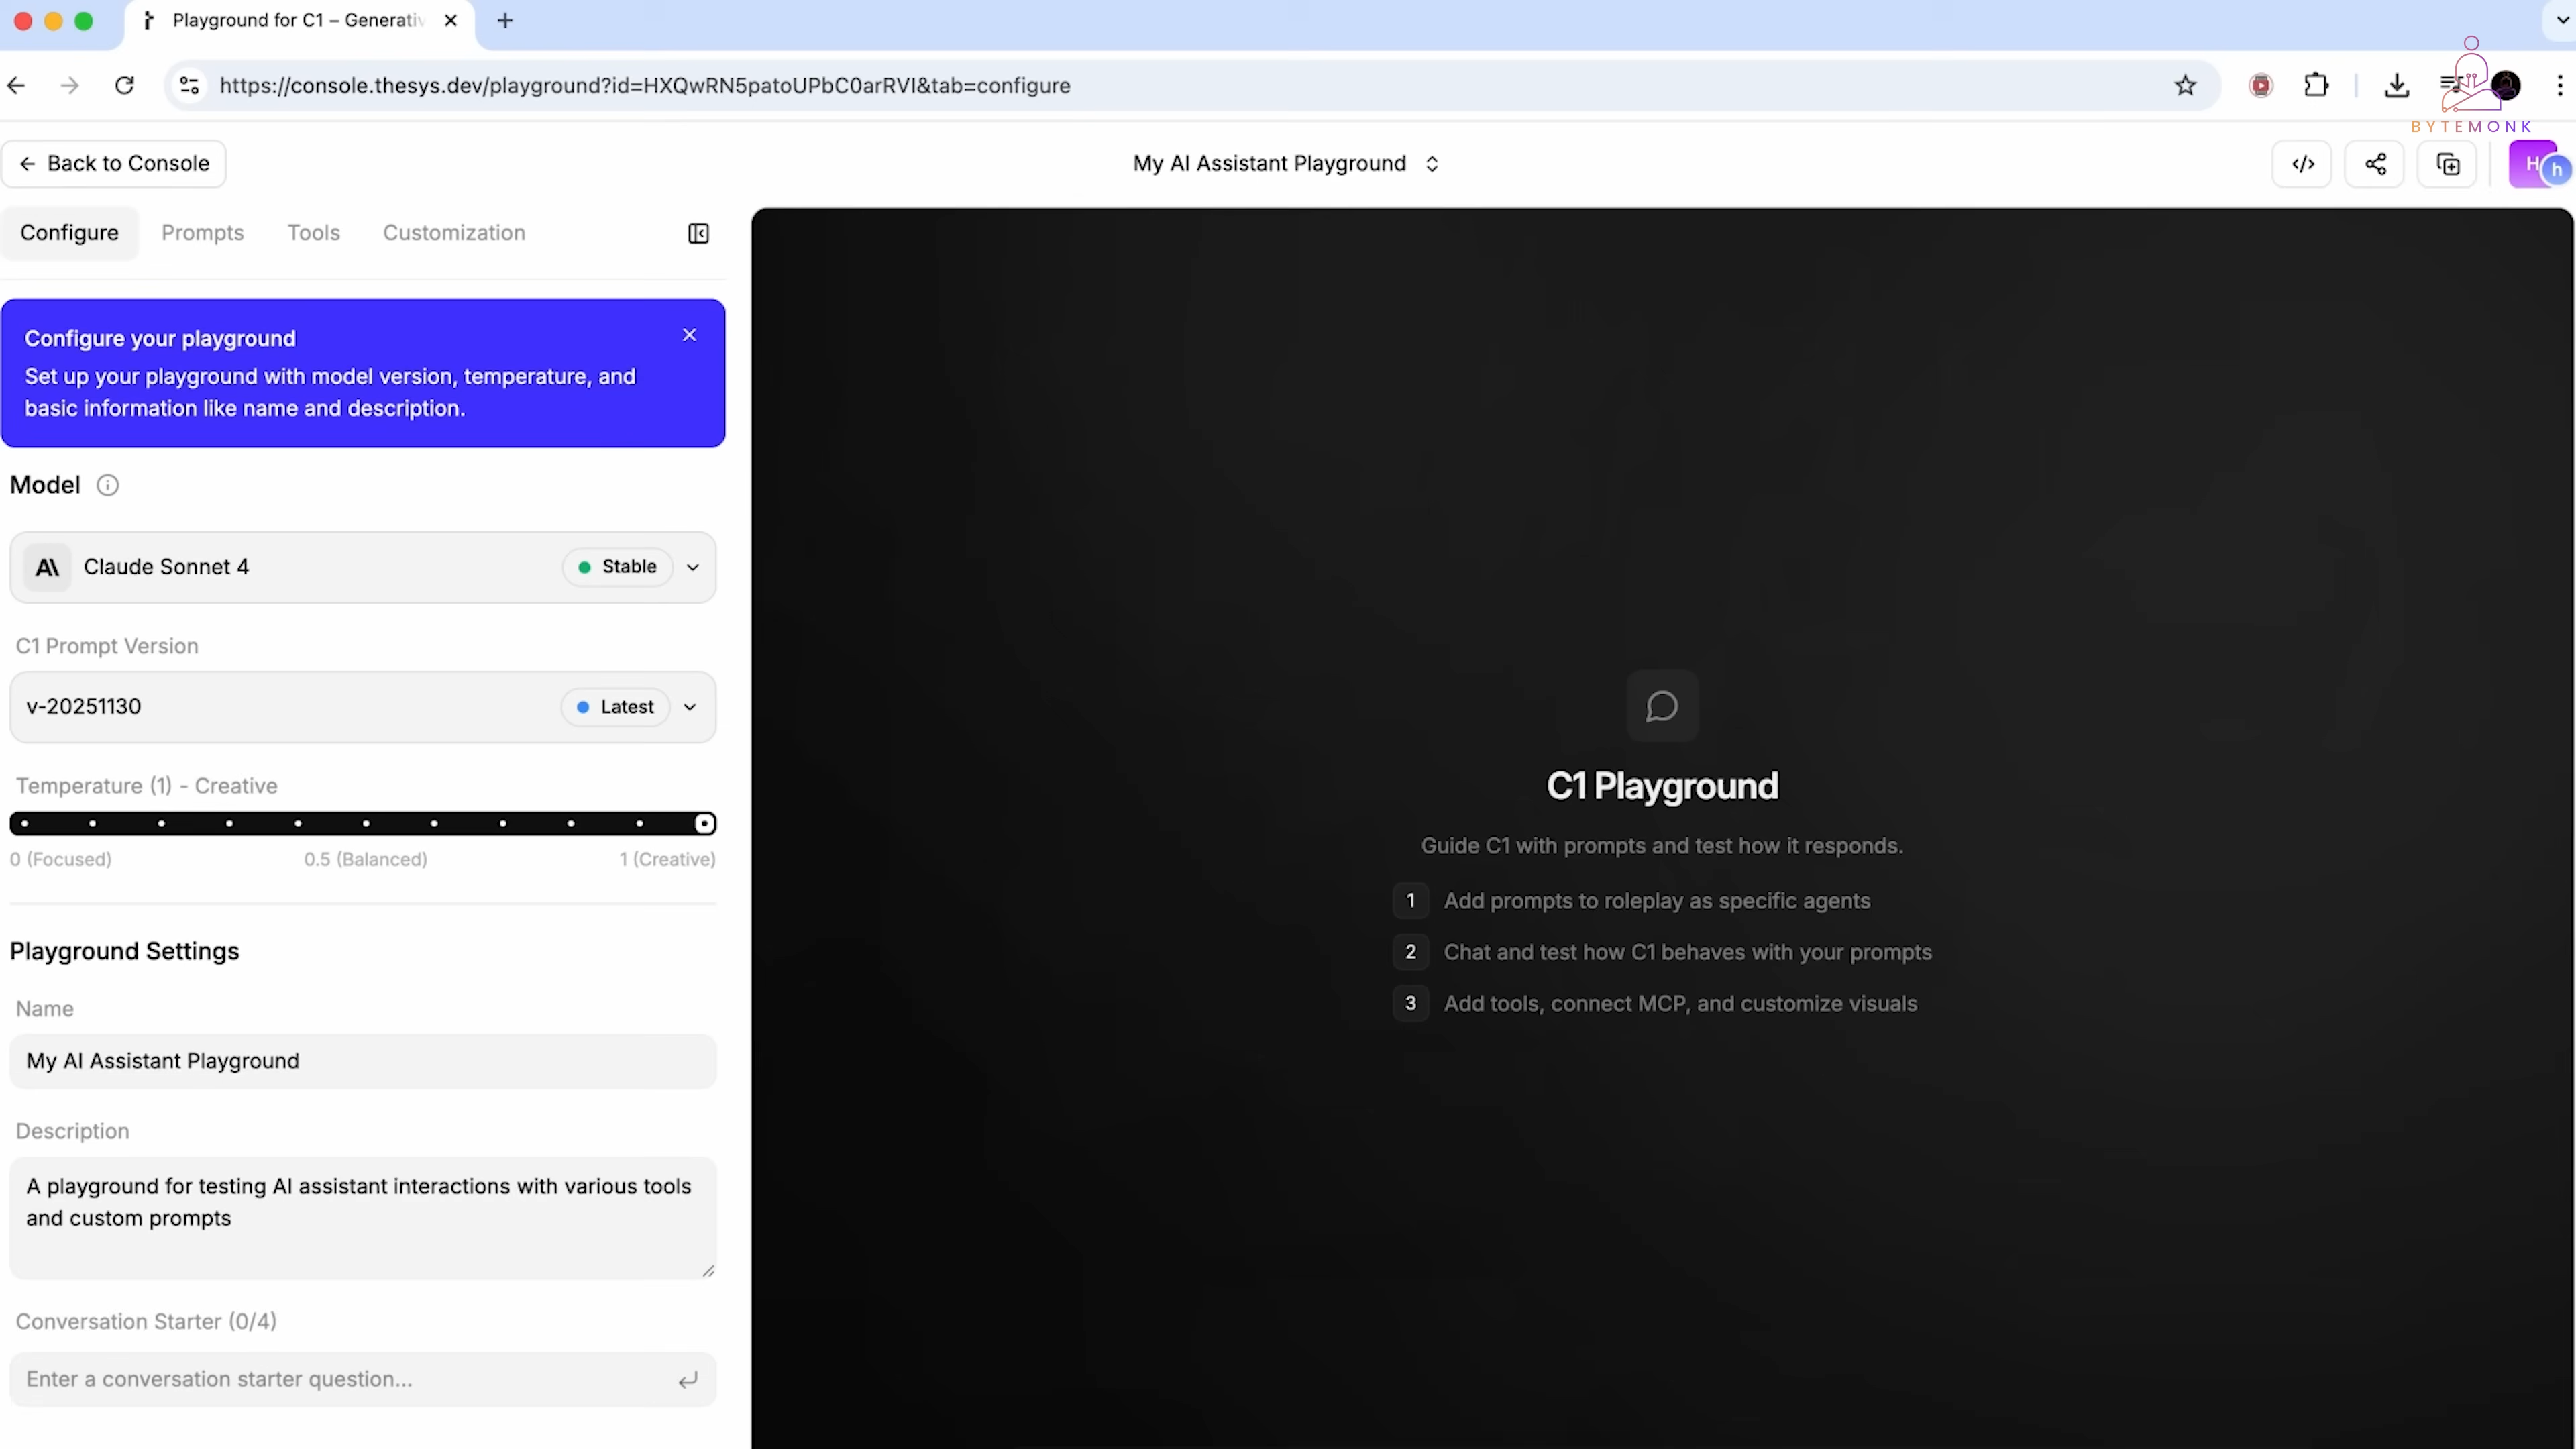 Playground for C1 – Generativ
https://console.thesys.dev/playground?id=HXQwRN5patoUPbC0arRVI&tab=configure
BYTEMONK
Back to Console
My AI Assistant Playground
H
h
Configure
Prompts
Tools
Customization
Configure your playground
Set up your playground with model version, temperature, and
basic information like name and description.
Model
Claude Sonnet 4
Stable
C1 Prompt Version
v-20251130
Latest
Temperature (1) - Creative
0 (Focused)
0.5 (Balanced)
1 (Creative)
Playground Settings
Name
My AI Assistant Playground
Description
A playground for testing AI assistant interactions with various tools
and custom prompts
Conversation Starter (0/4)
Enter a conversation starter question...
C1 Playground
Guide C1 with prompts and test how it responds.
1 Add prompts to roleplay as specific agents
2 Chat and test how C1 behaves with your prompts
3 Add tools, connect MCP, and customize visuals